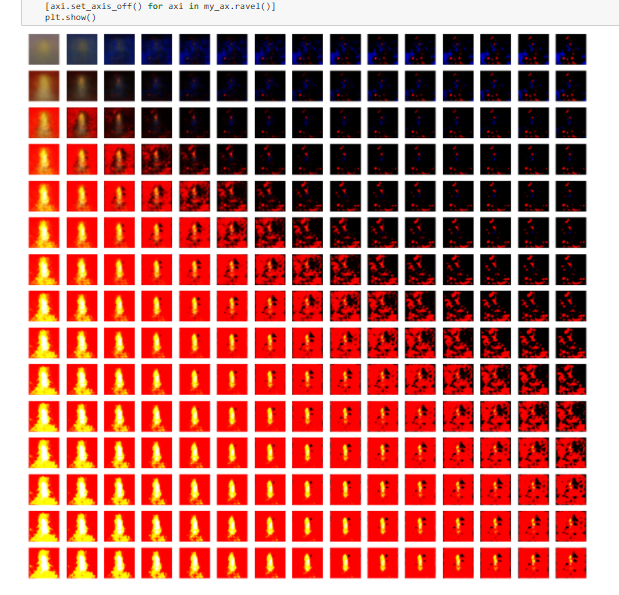 [axi.set_axis_off() for axi in my_ax.ravel()]
plt.show()